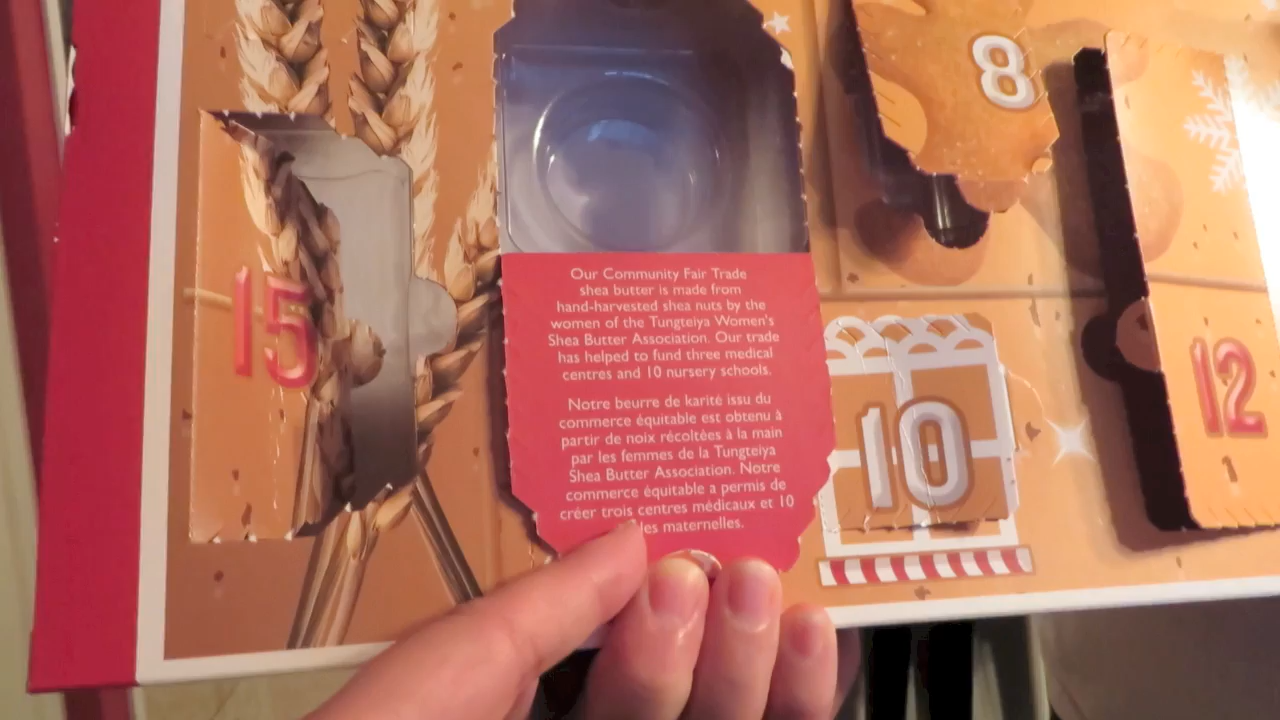 8
15
Our Community Fair Trade
shea butter is made from
hand-harvested shea nuts by the
women of the Tungteiya Women's
Shea Butter Association. Our trade
has helped to fund three medical
centres and 10 nursery schools.
Notre beurre de karité issu du
commerce équitable est obtenu à
partir de noix récoltées à la main
par les femmes de la Tungteiya
Shea Butter Association. Notre
commerce équitable a permis de
créer trois centres médicaux et 10
les maternelles.
10
12